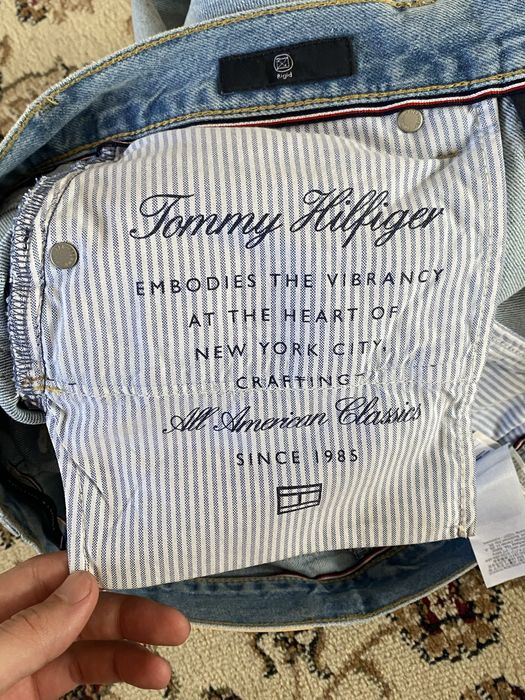 Rigid
Tommy Hilfiger
EMBODIES THE VIBRANCY
AT THE HEART OF
NEW YORK CITY,
CRAFTING
All American Classics
SINCE 1985